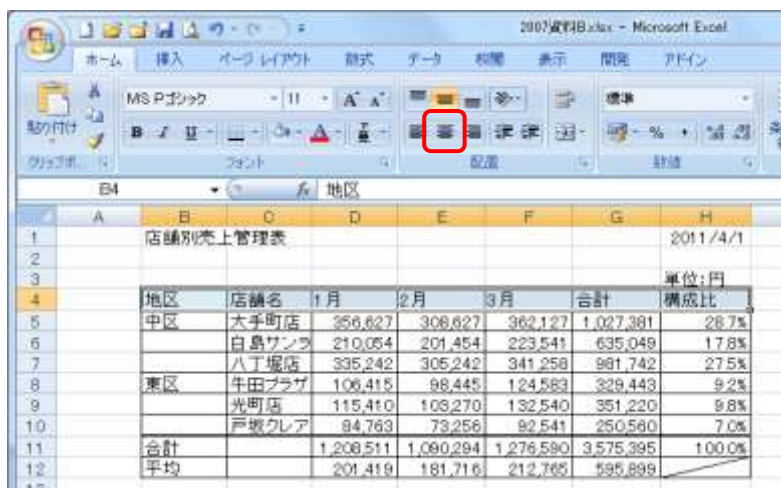 2007資料B.xlsx - Microsoft Excel
ホーム 挿入 ページ レイアウト 数式 データ 校閲 表示 開発 アドイン
MS Pゴシック 11 A A 標準
貼り付け B I U A %
クリップボ... フォント 配置 数値
B4 fx 地区
A B C D E F G H
1 店舗別売上管理表 2011/4/1
2
3 単位:円
4 地区 店舗名 1月 2月 3月 合計 構成比
5 中区 大手町店 356,627 308,627 362,127 1,027,381 28.7%
6 白島サンラ 210,054 201,454 223,541 635,049 17.8%
7 八丁堀店 335,242 305,242 341,258 981,742 27.5%
8 東区 牛田プラザ 106,415 98,445 124,583 329,443 9.2%
9 光町店 115,410 103,270 132,540 351,220 9.8%
10 戸坂クレア 84,763 73,256 92,541 250,560 7.0%
11 合計 1,208,511 1,090,294 1,276,590 3,575,395 100.0%
12 平均 201,419 181,716 212,765 595,899